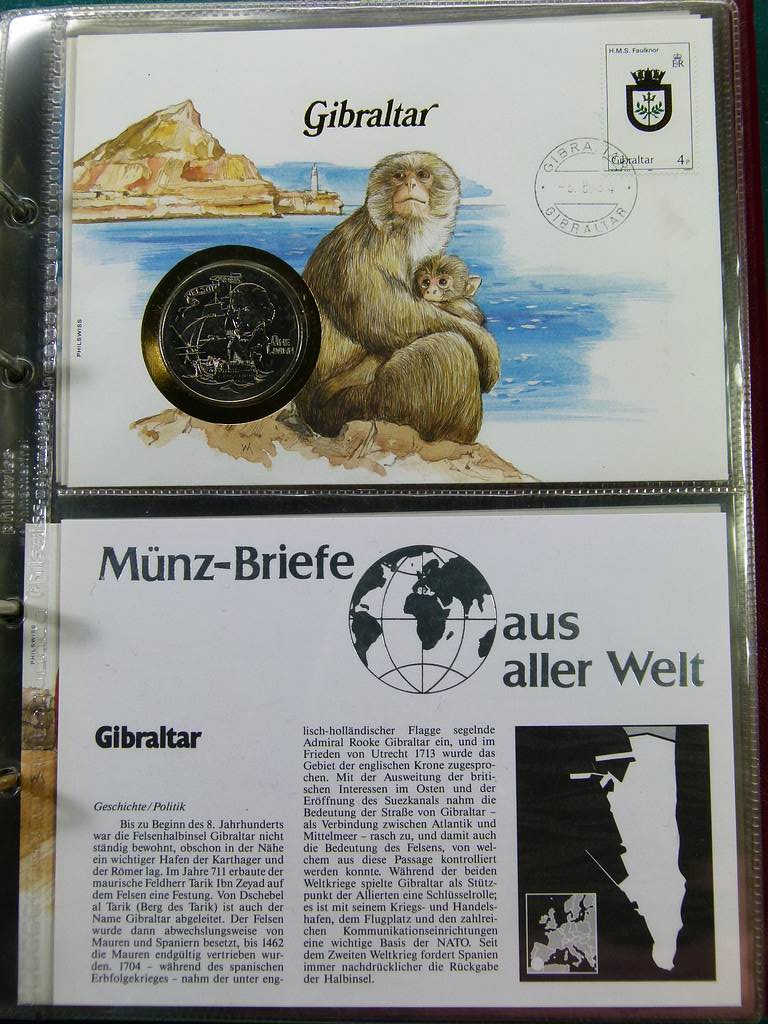 H.M.S. Faulknor
ER
Gibraltar
Gibraltar 4P
GIBRALTAR
GIBRALTAR
NELSON
One Crown
PHILSWISS
Münz-Briefe
aus
aller Welt
PHILSWISS
Gibraltar
Geschichte/Politik
Bis zu Beginn des 8. Jahrhunderts
war die Felsenhalbinsel Gibraltar nicht
ständig bewohnt, obschon in der Nähe
ein wichtiger Hafen der Karthager und
der Römer lag. Im Jahre 711 erbaute der
maurische Feldherr Tarik Ibn Zeyad auf
dem Felsen eine Festung. Von Dschebel
al Tarik (Berg des Tarik) ist auch der
Name Gibraltar abgeleitet. Der Felsen
wurde dann abwechslungsweise von
Mauren und Spaniern besetzt, bis 1462
die Mauren endgültig vertrieben wur-
den. 1704 – während des spanischen
Erbfolgekrieges – nahm der unter eng-
lisch-holländischer Flagge segelnde
Admiral Rooke Gibraltar ein, und im
Frieden von Utrecht 1713 wurde das
Gebiet der englischen Krone zugespro-
chen. Mit der Ausweitung der briti-
schen Interessen im Osten und der
Eröffnung des Suezkanals nahm die
Bedeutung der Straße von Gibraltar –
als Verbindung zwischen Atlantik und
Mittelmeer – rasch zu, und damit auch
die Bedeutung des Felsens, von wel-
chem aus diese Passage kontrolliert
werden konnte. Während der beiden
Weltkriege spielte Gibraltar als Stütz-
punkt der Allierten eine Schlüsselrolle;
es ist mit seinem Kriegs- und Handels-
hafen, dem Flugplatz und den zahlrei-
chen Kommunikationseinrichtungen
eine wichtige Basis der NATO. Seit
dem Zweiten Weltkrieg fordert Spanien
immer nachdrücklicher die Rückgabe
der Halbinsel.